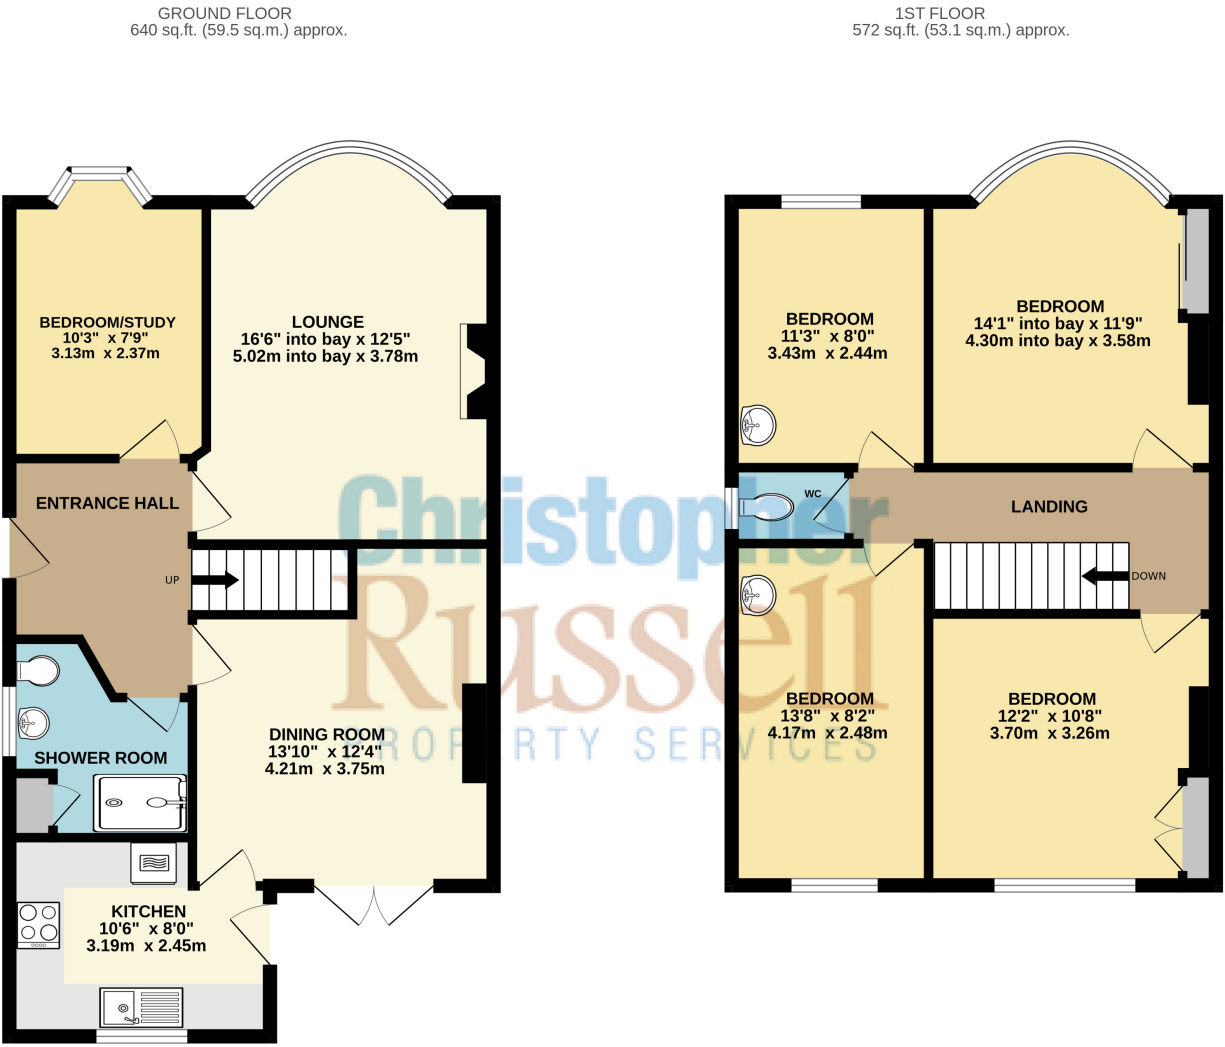 GROUND FLOOR
640 sq.ft. (59.5 sq.m.) approx.
1ST FLOOR
572 sq.ft. (53.1 sq.m.) approx.
BEDROOM/STUDY
10'3" x 7'9"
3.13m x 2.37m
LOUNGE
16'6" into bay x 12'5"
5.02m into bay x 3.78m
ENTRANCE HALL
UP
SHOWER ROOM
DINING ROOM
13'10" x 12'4"
4.21m x 3.75m
KITCHEN
10'6" x 8'0"
3.19m x 2.45m
BEDROOM
11'3" x 8'0"
3.43m x 2.44m
BEDROOM
14'1" into bay x 11'9"
4.30m into bay x 3.58m
WC
LANDING
DOWN
BEDROOM
13'8" x 8'2"
4.17m x 2.48m
BEDROOM
12'2" x 10'8"
3.70m x 3.26m
Christopher
Russell
PROPERTY SERVICES